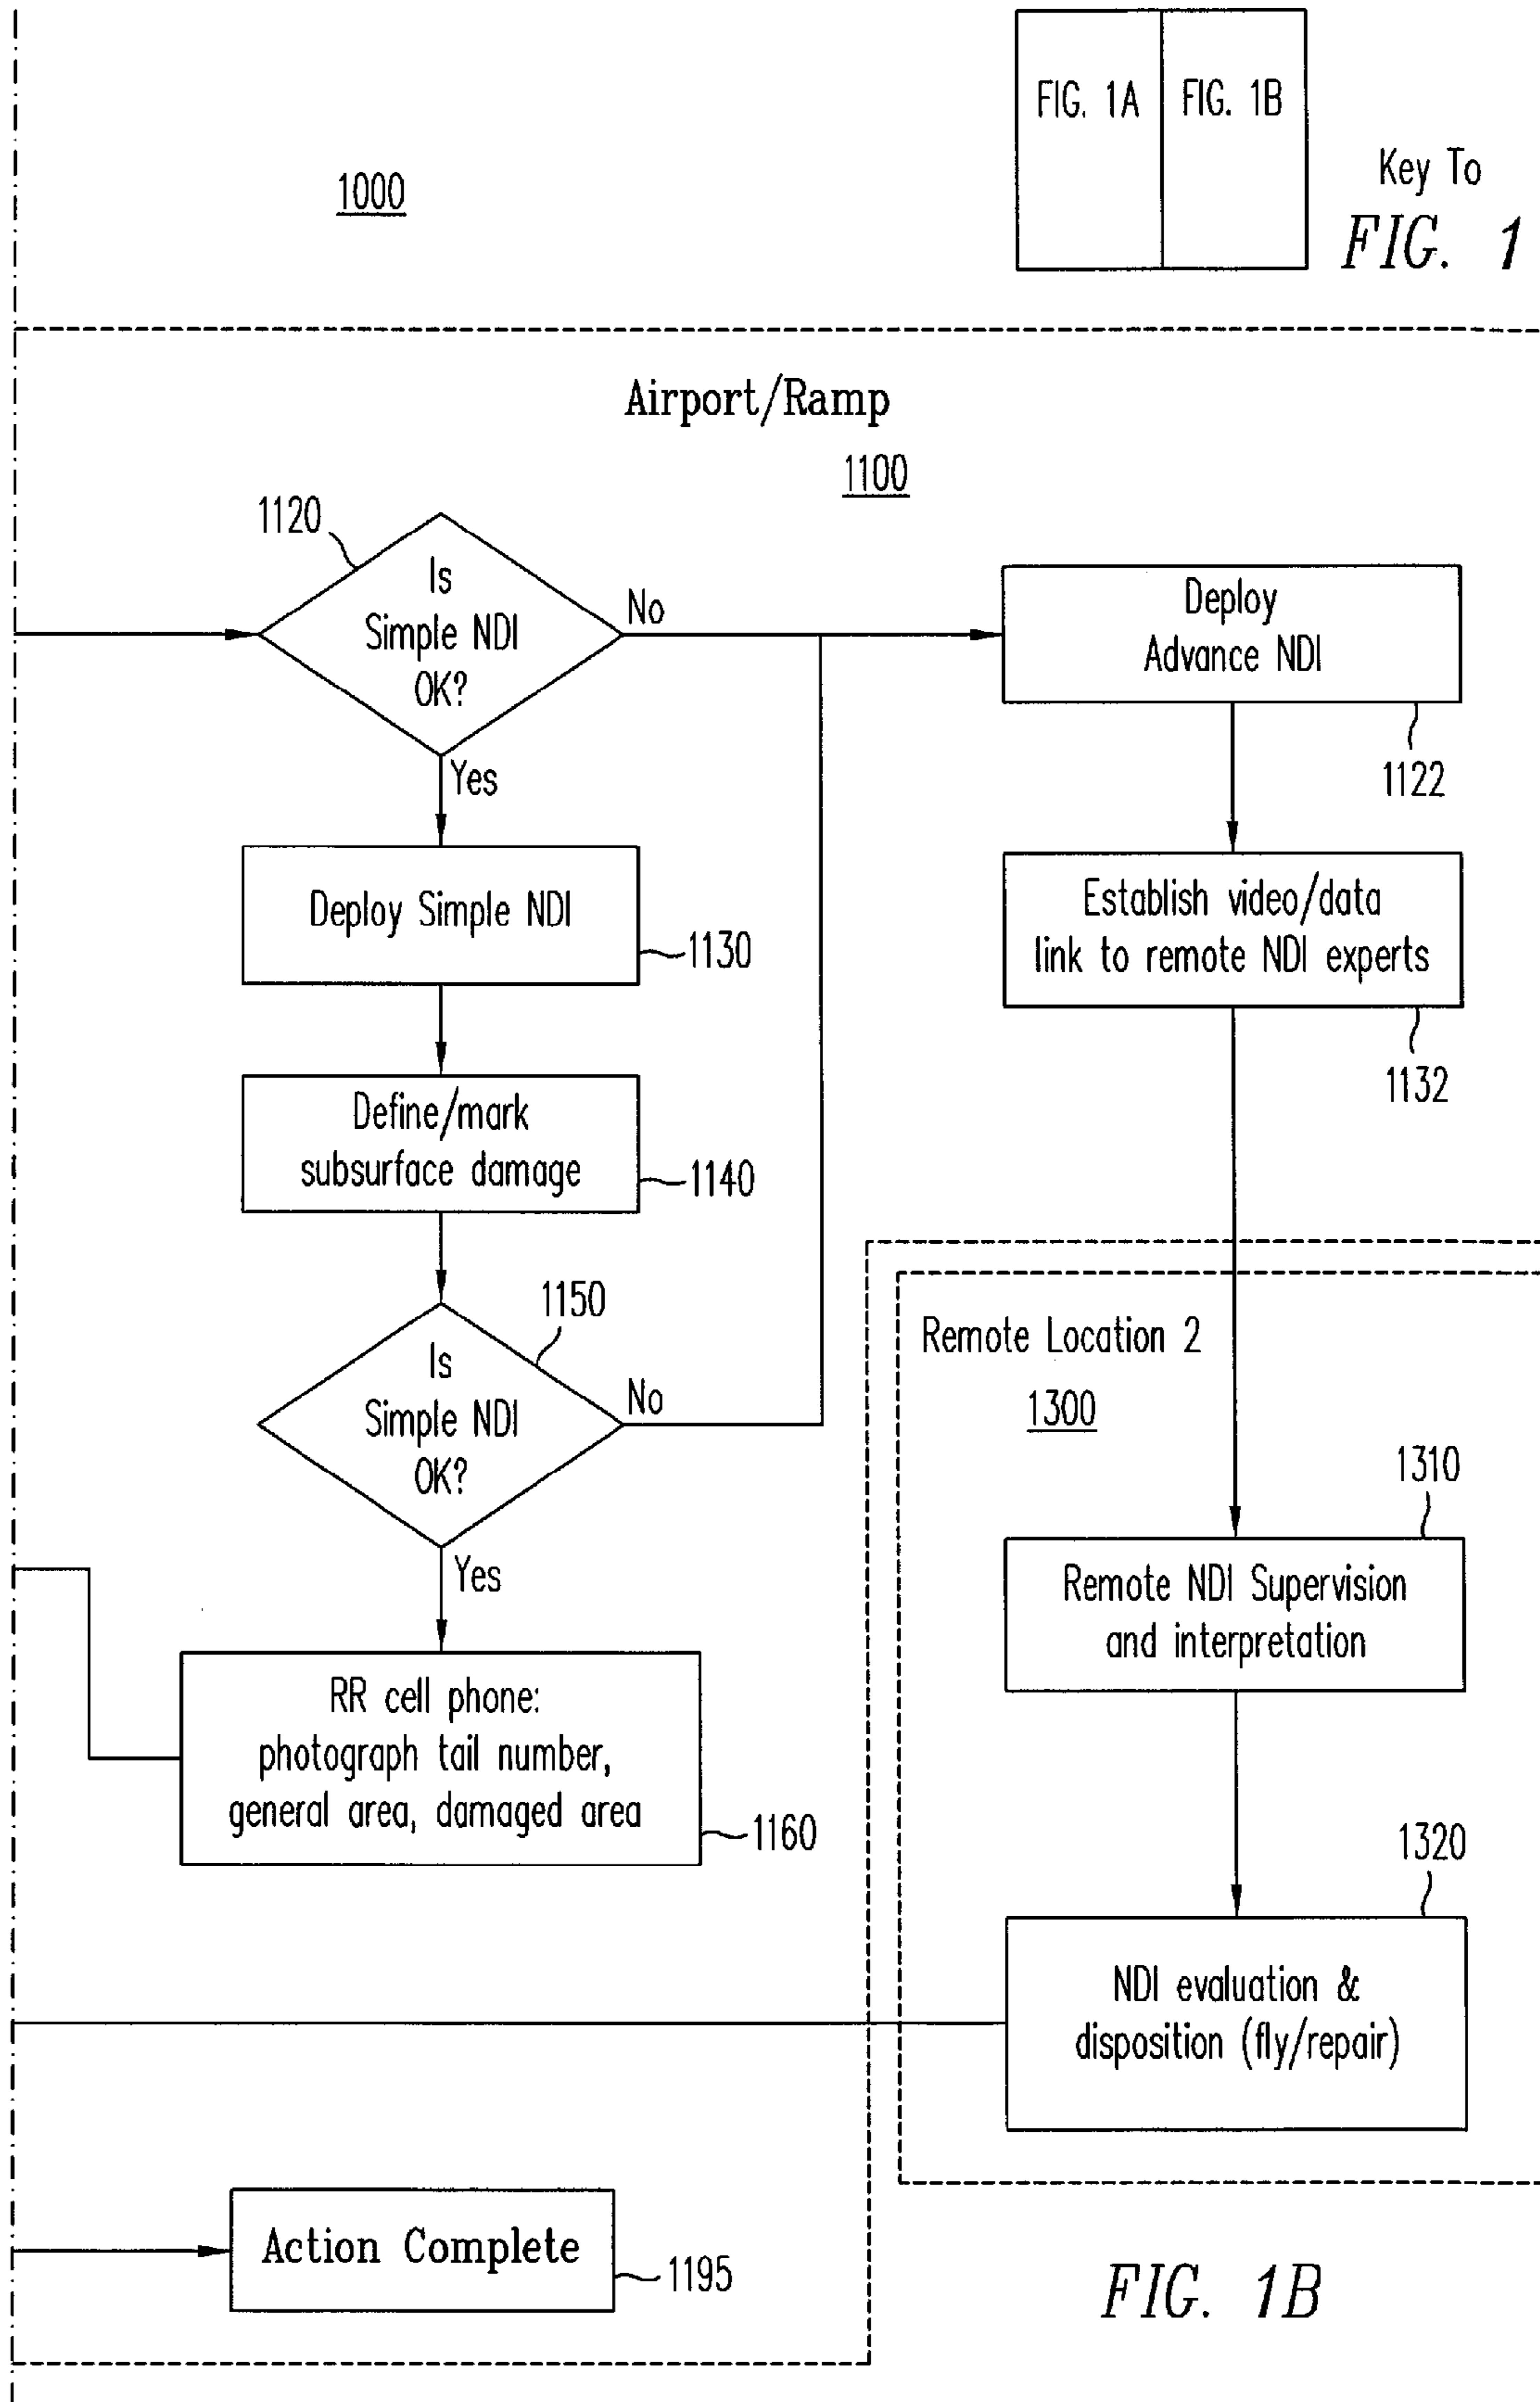 FIG. 1A
FIG. 1B
Key To
FIG. 1
1000
Airport/Ramp
1100
1120
Is
Simple NDI
OK?
No
Yes
Deploy
Advance NDI
1122
Deploy Simple NDI
1130
Establish video/data
link to remote NDI experts
1132
Define/mark
subsurface damage
1140
1150
Is
Simple NDI
OK?
No
Yes
Remote Location 2
1300
1310
Remote NDI Supervision
and interpretation
RR cell phone:
photograph tail number,
general area, damaged area
1160
1320
NDI evaluation &
disposition (fly/repair)
Action Complete
1195
FIG. 1B